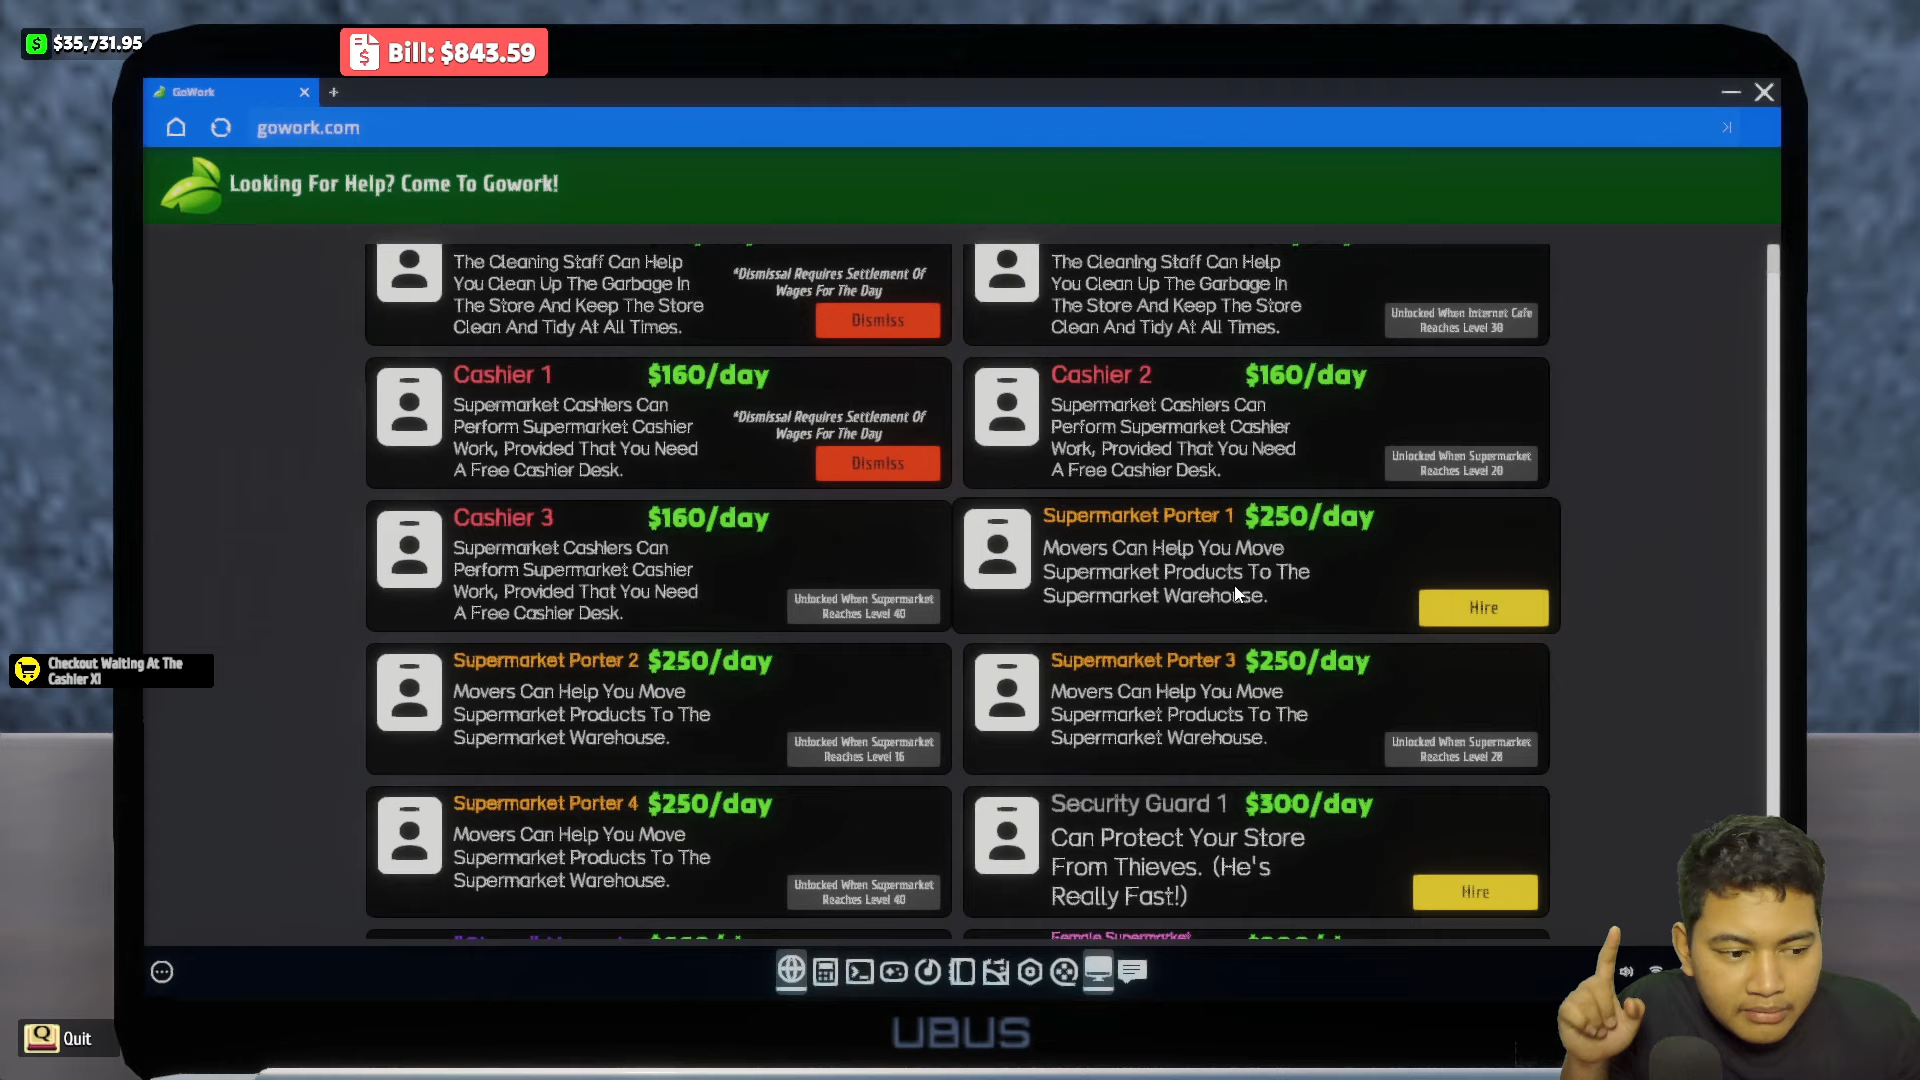 $35,731.95
Bill: $843.59
GoWork
gowork.com
Looking For Help? Come To Gowork!
The Cleaning Staff Can Help
You Clean Up The Garbage In
The Store And Keep The Store
Clean And Tidy At All Times.
*Dismissal Requires Settlement Of
Wages For The Day
Dismiss
The Cleaning Staff Can Help
You Clean Up The Garbage In
The Store And Keep The Store
Clean And Tidy At All Times.
Unlocked When Internet Cafe
Reaches Level 30
Cashier 1 $160/day
Supermarket Cashiers Can
Perform Supermarket Cashier
Work, Provided That You Need
A Free Cashier Desk.
*Dismissal Requires Settlement Of
Wages For The Day
Dismiss
Cashier 2 $160/day
Supermarket Cashiers Can
Perform Supermarket Cashier
Work, Provided That You Need
A Free Cashier Desk.
Unlocked When Supermarket
Reaches Level 20
Cashier 3 $160/day
Supermarket Cashiers Can
Perform Supermarket Cashier
Work, Provided That You Need
A Free Cashier Desk.
Unlocked When Supermarket
Reaches Level 40
Supermarket Porter 1 $250/day
Movers Can Help You Move
Supermarket Products To The
Supermarket Warehouse.
Hire
Supermarket Porter 2 $250/day
Movers Can Help You Move
Supermarket Products To The
Supermarket Warehouse.
Unlocked When Supermarket
Reaches Level 16
Supermarket Porter 3 $250/day
Movers Can Help You Move
Supermarket Products To The
Supermarket Warehouse.
Unlocked When Supermarket
Reaches Level 28
Supermarket Porter 4 $250/day
Movers Can Help You Move
Supermarket Products To The
Supermarket Warehouse.
Unlocked When Supermarket
Reaches Level 40
Security Guard 1 $300/day
Can Protect Your Store
From Thieves. (He's
Really Fast!)
Hire
Female Supermarket
Checkout Waiting At The
Cashier X1
Q Quit
UBUS